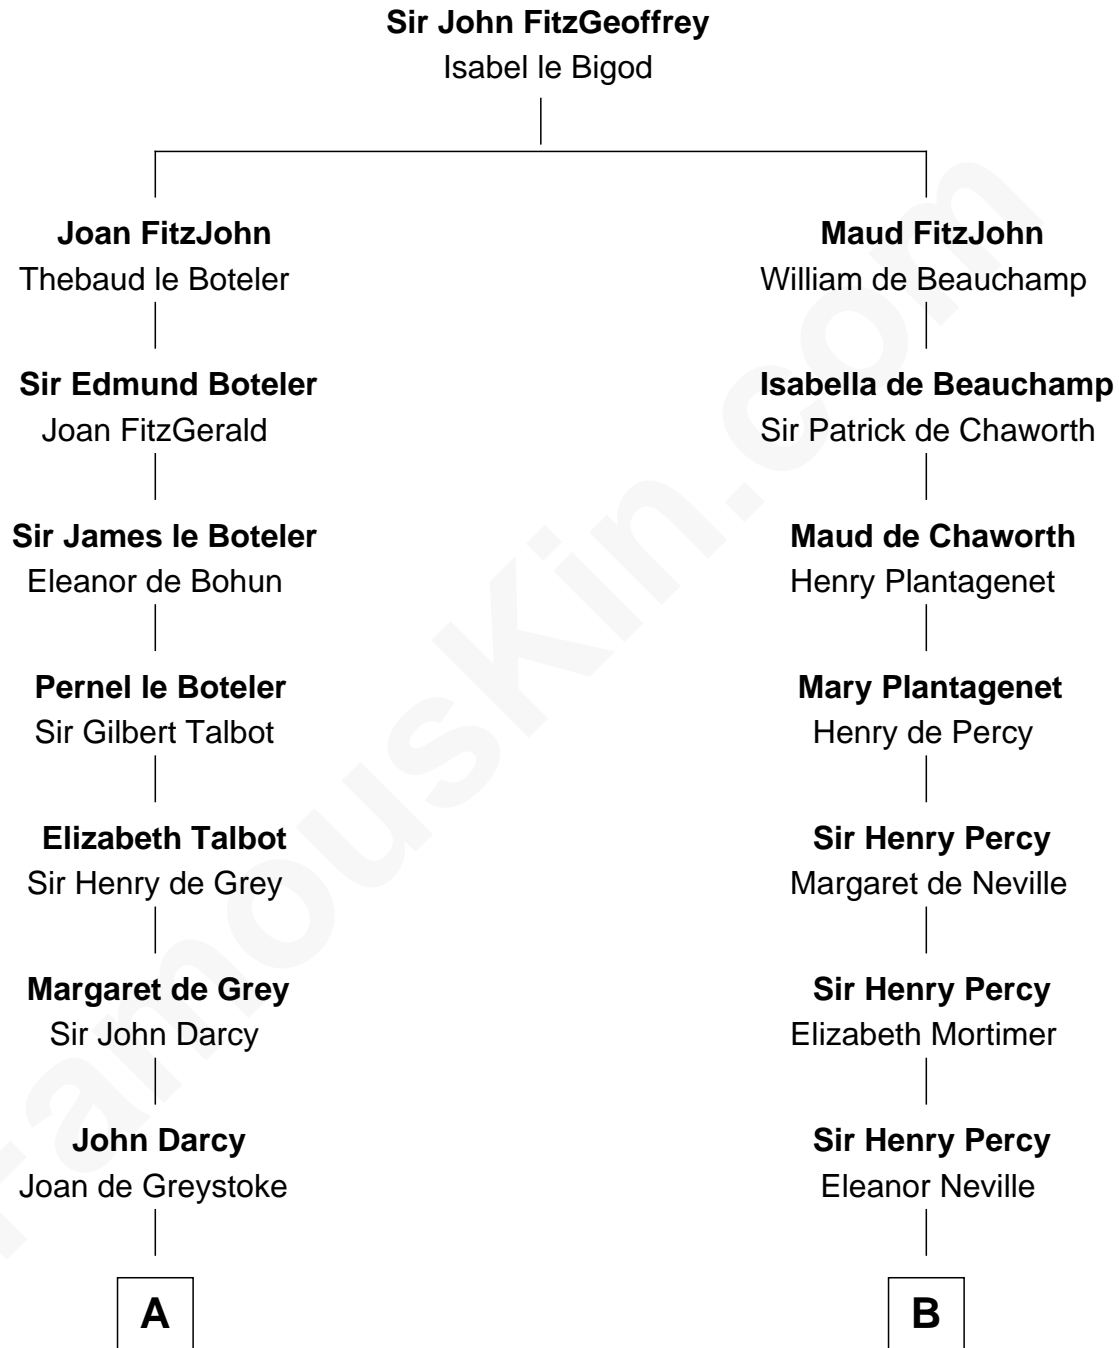 Sir John FitzGeoffrey
Isabel le Bigod
Joan FitzJohn
Thebaud le Boteler
Maud FitzJohn
William de Beauchamp
Sir Edmund Boteler
Joan FitzGerald
Isabella de Beauchamp
Sir Patrick de Chaworth
Sir James le Boteler
Eleanor de Bohun
Maud de Chaworth
Henry Plantagenet
Pernel le Boteler
Sir Gilbert Talbot
Mary Plantagenet
Henry de Percy
Elizabeth Talbot
Sir Henry de Grey
Sir Henry Percy
Margaret de Neville
Margaret de Grey
Sir John Darcy
Sir Henry Percy
Elizabeth Mortimer
John Darcy
Joan de Greystoke
Sir Henry Percy
Eleanor Neville
A
B
FamousKin.com